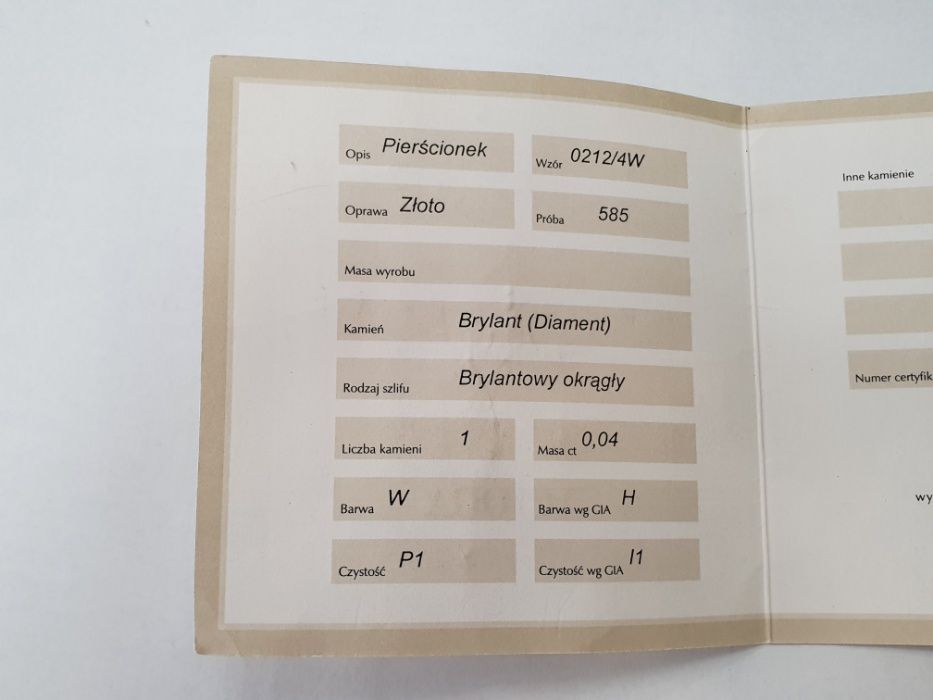 Opis Pierścionek
Wzór 0212/4W
Oprawa Złoto
Próba 585
Masa wyrobu
Kamień Brylant (Diament)
Rodzaj szlifu Brylantowy okrągły
Liczba kamieni 1
Masa ct 0,04
Barwa W
Barwa wg GIA H
Czystość P1
Czystość wg GIA I1
Inne kamienie
Numer certyfik
wy